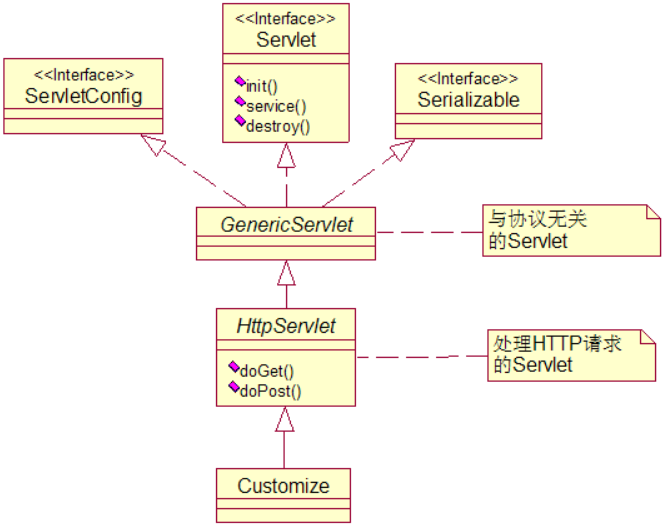 <<Interface>>
Servlet
init()
service()
destroy()
<<Interface>>
ServletConfig
<<Interface>>
Serializable
GenericServlet
与协议无关
的Servlet
HttpServlet
doGet()
doPost()
处理HTTP请求
的Servlet
Customize